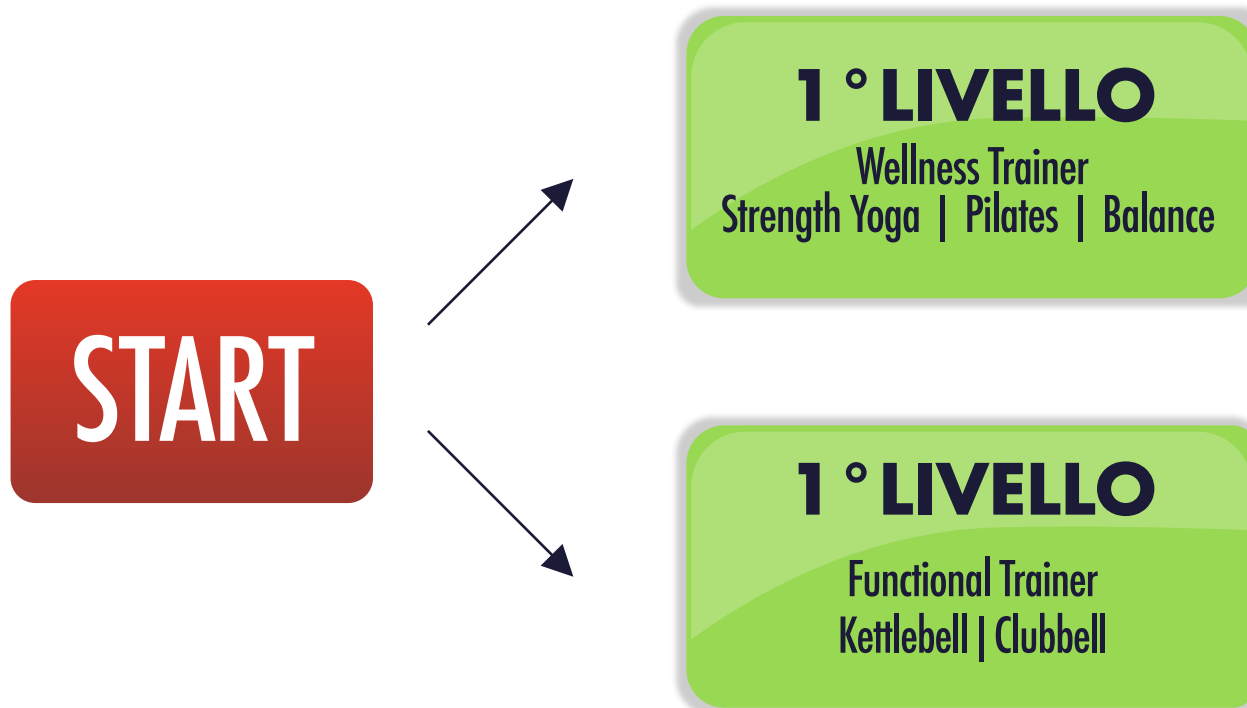 START
1° LIVELLO
Wellness Trainer
Strength Yoga | Pilates | Balance
1° LIVELLO
Functional Trainer
Kettlebell | Clubbell